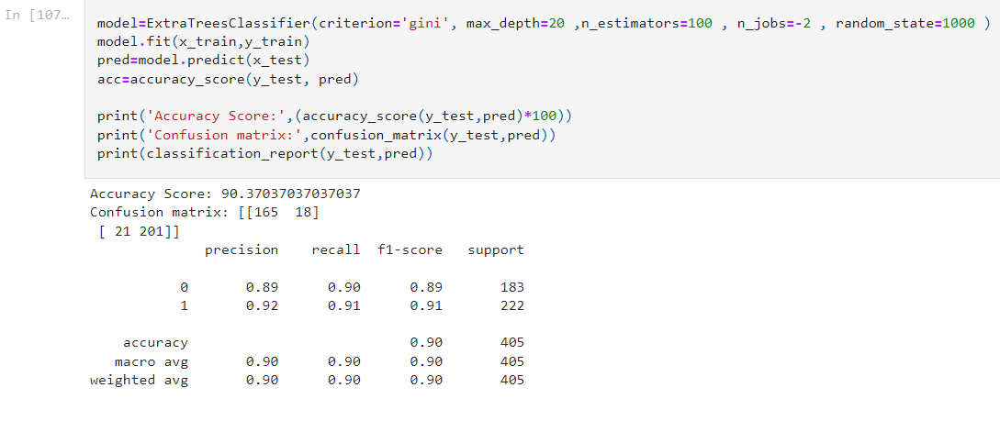 In [107…
model=ExtraTreesClassifier(criterion='gini', max_depth=20 ,n_estimators=100 , n_jobs=-2 , random_state=1000 )
model.fit(x_train,y_train)
pred=model.predict(x_test)
acc=accuracy_score(y_test, pred)
print('Accuracy Score:',(accuracy_score(y_test,pred)*100))
print('Confusion matrix:',confusion_matrix(y_test,pred))
print(classification_report(y_test,pred))
Accuracy Score: 90.37037037037037
Confusion matrix: [[165  18]
 [ 21 201]]
              precision    recall  f1-score   support
           0       0.89      0.90      0.89       183
           1       0.92      0.91      0.91       222
    accuracy                           0.90       405
   macro avg       0.90      0.90      0.90       405
weighted avg       0.90      0.90      0.90       405